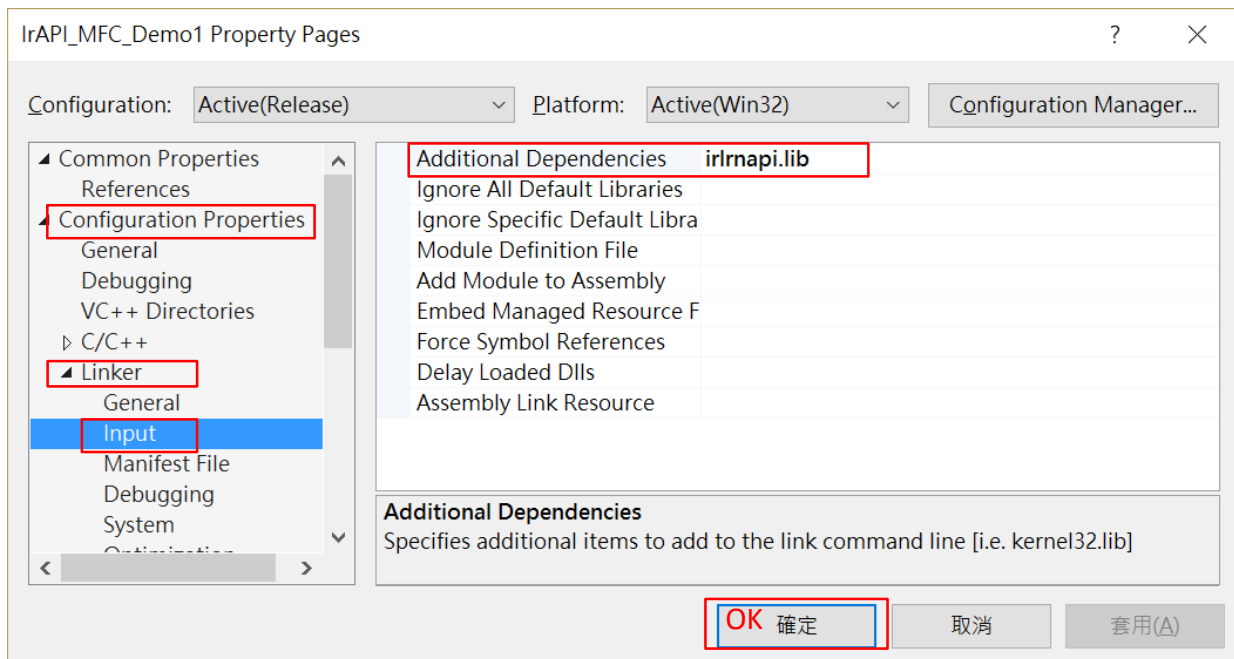 IrAPI_MFC_Demo1 Property Pages
?
Configuration: Active(Release) Platform: Active(Win32) Configuration Manager...
Common Properties
References
Configuration Properties
General
Debugging
VC++ Directories
C/C++
Linker
General
Input
Manifest File
Debugging
System
Optimization
Additional Dependencies irlrnapi.lib
Ignore All Default Libraries
Ignore Specific Default Libra
Module Definition File
Add Module to Assembly
Embed Managed Resource F
Force Symbol References
Delay Loaded Dlls
Assembly Link Resource
Additional Dependencies
Specifies additional items to add to the link command line [i.e. kernel32.lib]
OK 確定 取消 套用(A)